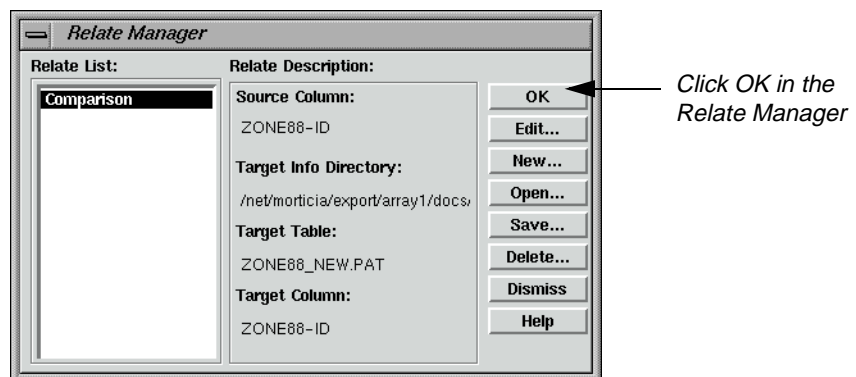 Relate Manager
Relate List:
Comparison
Relate Description:
Source Column:
ZONE88-ID
Target Info Directory:
/net/morticia/export/array1/docs/
Target Table:
ZONE88_NEW.PAT
Target Column:
ZONE88-ID
OK
Edit...
New...
Open...
Save...
Delete...
Dismiss
Help
Click OK in the
Relate Manager